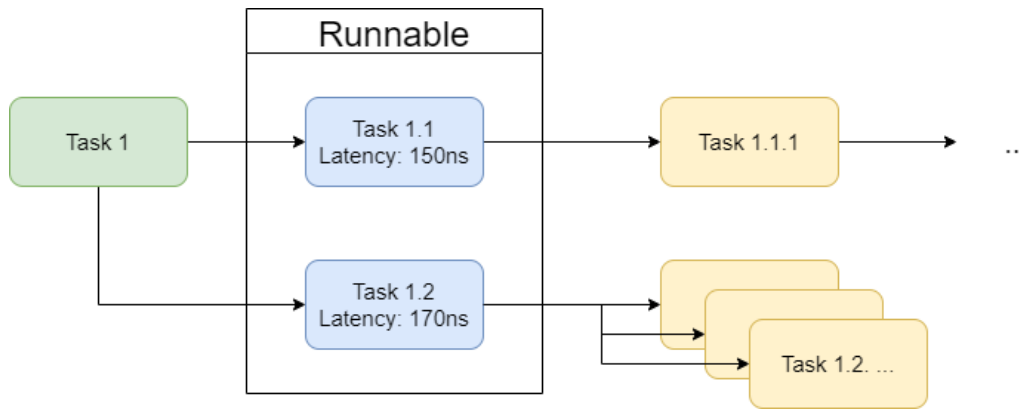 Runnable
Task 1
Task 1.1
Latency: 150ns
Task 1.1.1
..
Task 1.2
Latency: 170ns
Task 1.2. ...